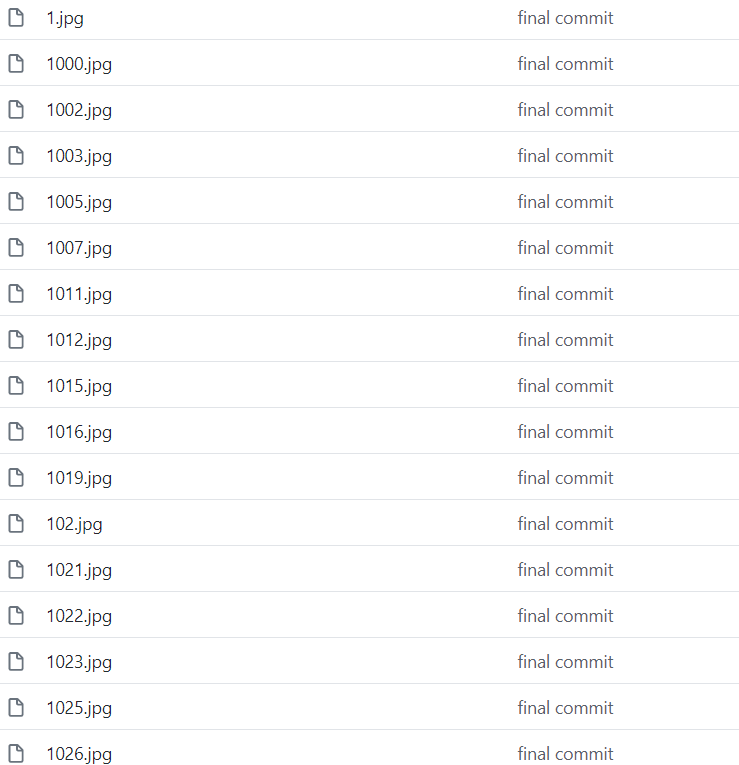 1.jpg final commit
1000.jpg final commit
1002.jpg final commit
1003.jpg final commit
1005.jpg final commit
1007.jpg final commit
1011.jpg final commit
1012.jpg final commit
1015.jpg final commit
1016.jpg final commit
1019.jpg final commit
102.jpg final commit
1021.jpg final commit
1022.jpg final commit
1023.jpg final commit
1025.jpg final commit
1026.jpg final commit